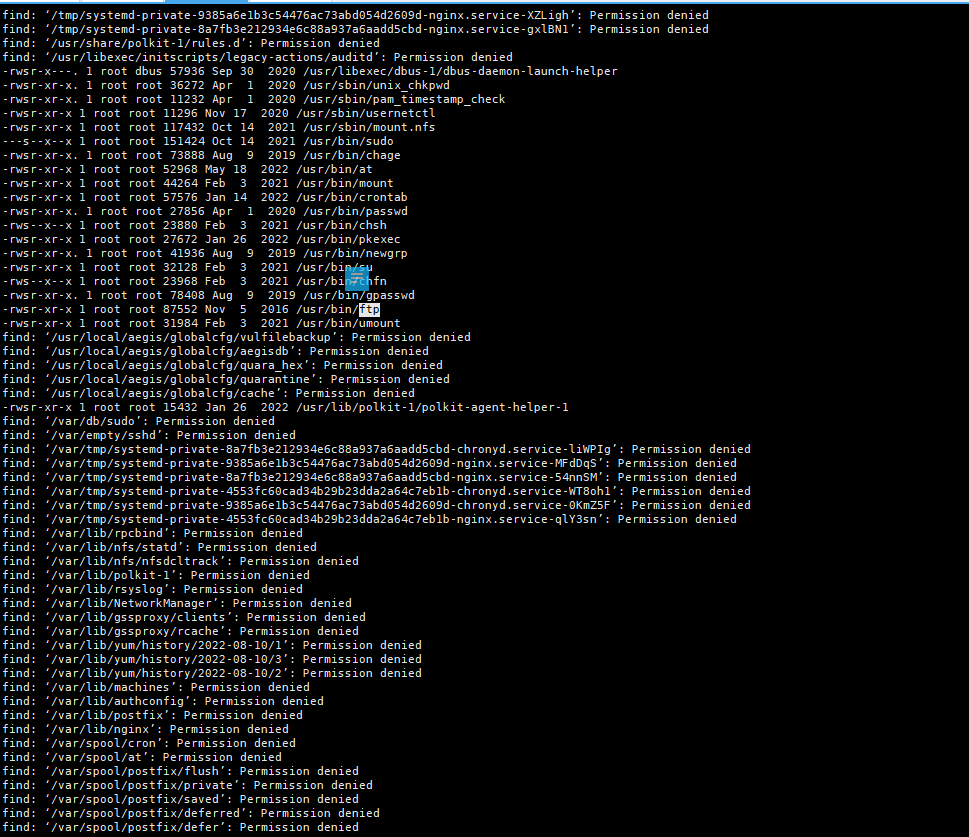 find: ‘/tmp/systemd-private-9385a6e1b3c54476ac73abd054d2609d-nginx.service-XZLigh’: Permission denied
find: ‘/tmp/systemd-private-8a7fb3e212934e6c88a937a6aadd5cbd-nginx.service-gxlBN1’: Permission denied
find: ‘/usr/share/polkit-1/rules.d’: Permission denied
find: ‘/usr/libexec/initscripts/legacy-actions/auditd’: Permission denied
-rwsr-x---. 1 root dbus 57936 Sep 30  2020 /usr/libexec/dbus-1/dbus-daemon-launch-helper
-rwsr-xr-x. 1 root root 36272 Apr  1  2020 /usr/sbin/unix_chkpwd
-rwsr-xr-x. 1 root root 11232 Apr  1  2020 /usr/sbin/pam_timestamp_check
-rwsr-xr-x 1 root root 11296 Nov 17  2020 /usr/sbin/usernetctl
-rwsr-xr-x 1 root root 117432 Oct 14  2021 /usr/sbin/mount.nfs
---s--x--x 1 root root 151424 Oct 14  2021 /usr/bin/sudo
-rwsr-xr-x. 1 root root 73888 Aug  9  2019 /usr/bin/chage
-rwsr-xr-x 1 root root 52968 May 18  2022 /usr/bin/at
-rwsr-xr-x 1 root root 44264 Feb  3  2021 /usr/bin/mount
-rwsr-xr-x 1 root root 57576 Jan 14  2022 /usr/bin/crontab
-rwsr-xr-x. 1 root root 27856 Apr  1  2020 /usr/bin/passwd
-rws--x--x 1 root root 23880 Feb  3  2021 /usr/bin/chsh
-rwsr-xr-x 1 root root 27672 Jan 26  2022 /usr/bin/pkexec
-rwsr-xr-x. 1 root root 41936 Aug  9  2019 /usr/bin/newgrp
-rwsr-xr-x 1 root root 32128 Feb  3  2021 /usr/bin/su
-rws--x--x 1 root root 23968 Feb  3  2021 /usr/bin/chfn
-rwsr-xr-x. 1 root root 78408 Aug  9  2019 /usr/bin/gpasswd
-rwsr-xr-x 1 root root 87552 Nov  5  2016 /usr/bin/ftp
-rwsr-xr-x 1 root root 31984 Feb  3  2021 /usr/bin/umount
find: ‘/usr/local/aegis/globalcfg/vulfilebackup’: Permission denied
find: ‘/usr/local/aegis/globalcfg/aegisdb’: Permission denied
find: ‘/usr/local/aegis/globalcfg/quara_hex’: Permission denied
find: ‘/usr/local/aegis/globalcfg/quarantine’: Permission denied
find: ‘/usr/local/aegis/globalcfg/cache’: Permission denied
-rwsr-xr-x 1 root root 15432 Jan 26  2022 /usr/lib/polkit-1/polkit-agent-helper-1
find: ‘/var/db/sudo’: Permission denied
find: ‘/var/empty/sshd’: Permission denied
find: ‘/var/tmp/systemd-private-8a7fb3e212934e6c88a937a6aadd5cbd-chronyd.service-liWPIg’: Permission denied
find: ‘/var/tmp/systemd-private-9385a6e1b3c54476ac73abd054d2609d-nginx.service-MFdDqS’: Permission denied
find: ‘/var/tmp/systemd-private-8a7fb3e212934e6c88a937a6aadd5cbd-nginx.service-54nnSM’: Permission denied
find: ‘/var/tmp/systemd-private-4553fc60cad34b29b23dda2a64c7eb1b-chronyd.service-WT8oh1’: Permission denied
find: ‘/var/tmp/systemd-private-9385a6e1b3c54476ac73abd054d2609d-chronyd.service-0KmZ5F’: Permission denied
find: ‘/var/tmp/systemd-private-4553fc60cad34b29b23dda2a64c7eb1b-nginx.service-qlY3sn’: Permission denied
find: ‘/var/lib/rpcbind’: Permission denied
find: ‘/var/lib/nfs/statd’: Permission denied
find: ‘/var/lib/nfs/nfsdcltrack’: Permission denied
find: ‘/var/lib/polkit-1’: Permission denied
find: ‘/var/lib/rsyslog’: Permission denied
find: ‘/var/lib/NetworkManager’: Permission denied
find: ‘/var/lib/gssproxy/clients’: Permission denied
find: ‘/var/lib/gssproxy/rcache’: Permission denied
find: ‘/var/lib/yum/history/2022-08-10/1’: Permission denied
find: ‘/var/lib/yum/history/2022-08-10/3’: Permission denied
find: ‘/var/lib/yum/history/2022-08-10/2’: Permission denied
find: ‘/var/lib/machines’: Permission denied
find: ‘/var/lib/authconfig’: Permission denied
find: ‘/var/lib/postfix’: Permission denied
find: ‘/var/lib/nginx’: Permission denied
find: ‘/var/spool/cron’: Permission denied
find: ‘/var/spool/at’: Permission denied
find: ‘/var/spool/postfix/flush’: Permission denied
find: ‘/var/spool/postfix/private’: Permission denied
find: ‘/var/spool/postfix/saved’: Permission denied
find: ‘/var/spool/postfix/deferred’: Permission denied
find: ‘/var/spool/postfix/defer’: Permission denied